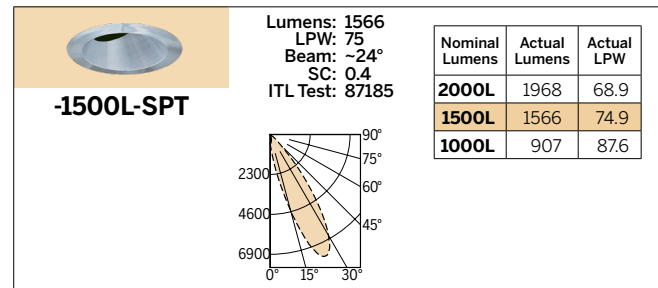 -1500L-SPT
Lumens: 1566
LPW: 75
Beam: ~24°
SC: 0.4
ITL Test: 87185
90°
75°
60°
45°
2300
4600
6900
0° 15° 30°
Nominal Lumens Actual Lumens Actual LPW
2000L 1968 68.9
1500L 1566 74.9
1000L 907 87.6